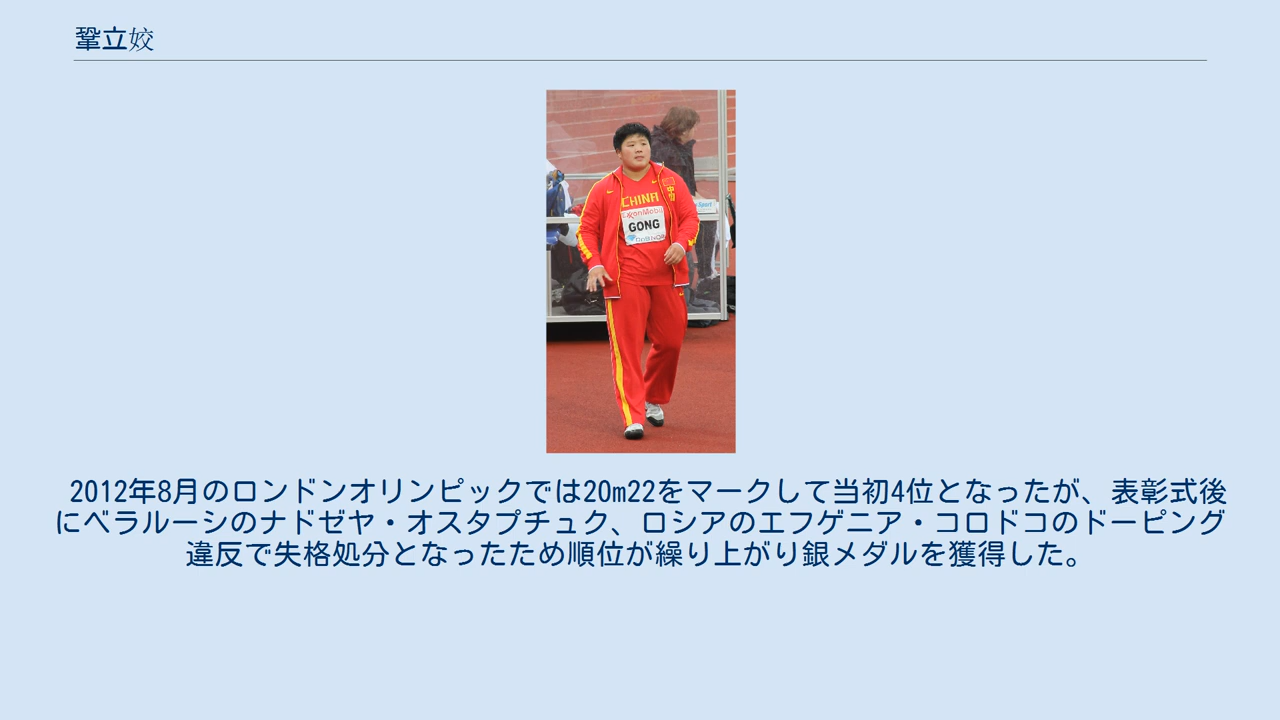 鞏立姣
CHINA
中国
ExxonMobil
GONG
Sport
2012年8月のロンドンオリンピックでは20m22をマークして当初4位となったが、表彰式後
にベラルーシのナドゼヤ・オスタプチュク、ロシアのエフゲニア・コロドコのドーピング
違反で失格処分となったため順位が繰り上がり銀メダルを獲得した。